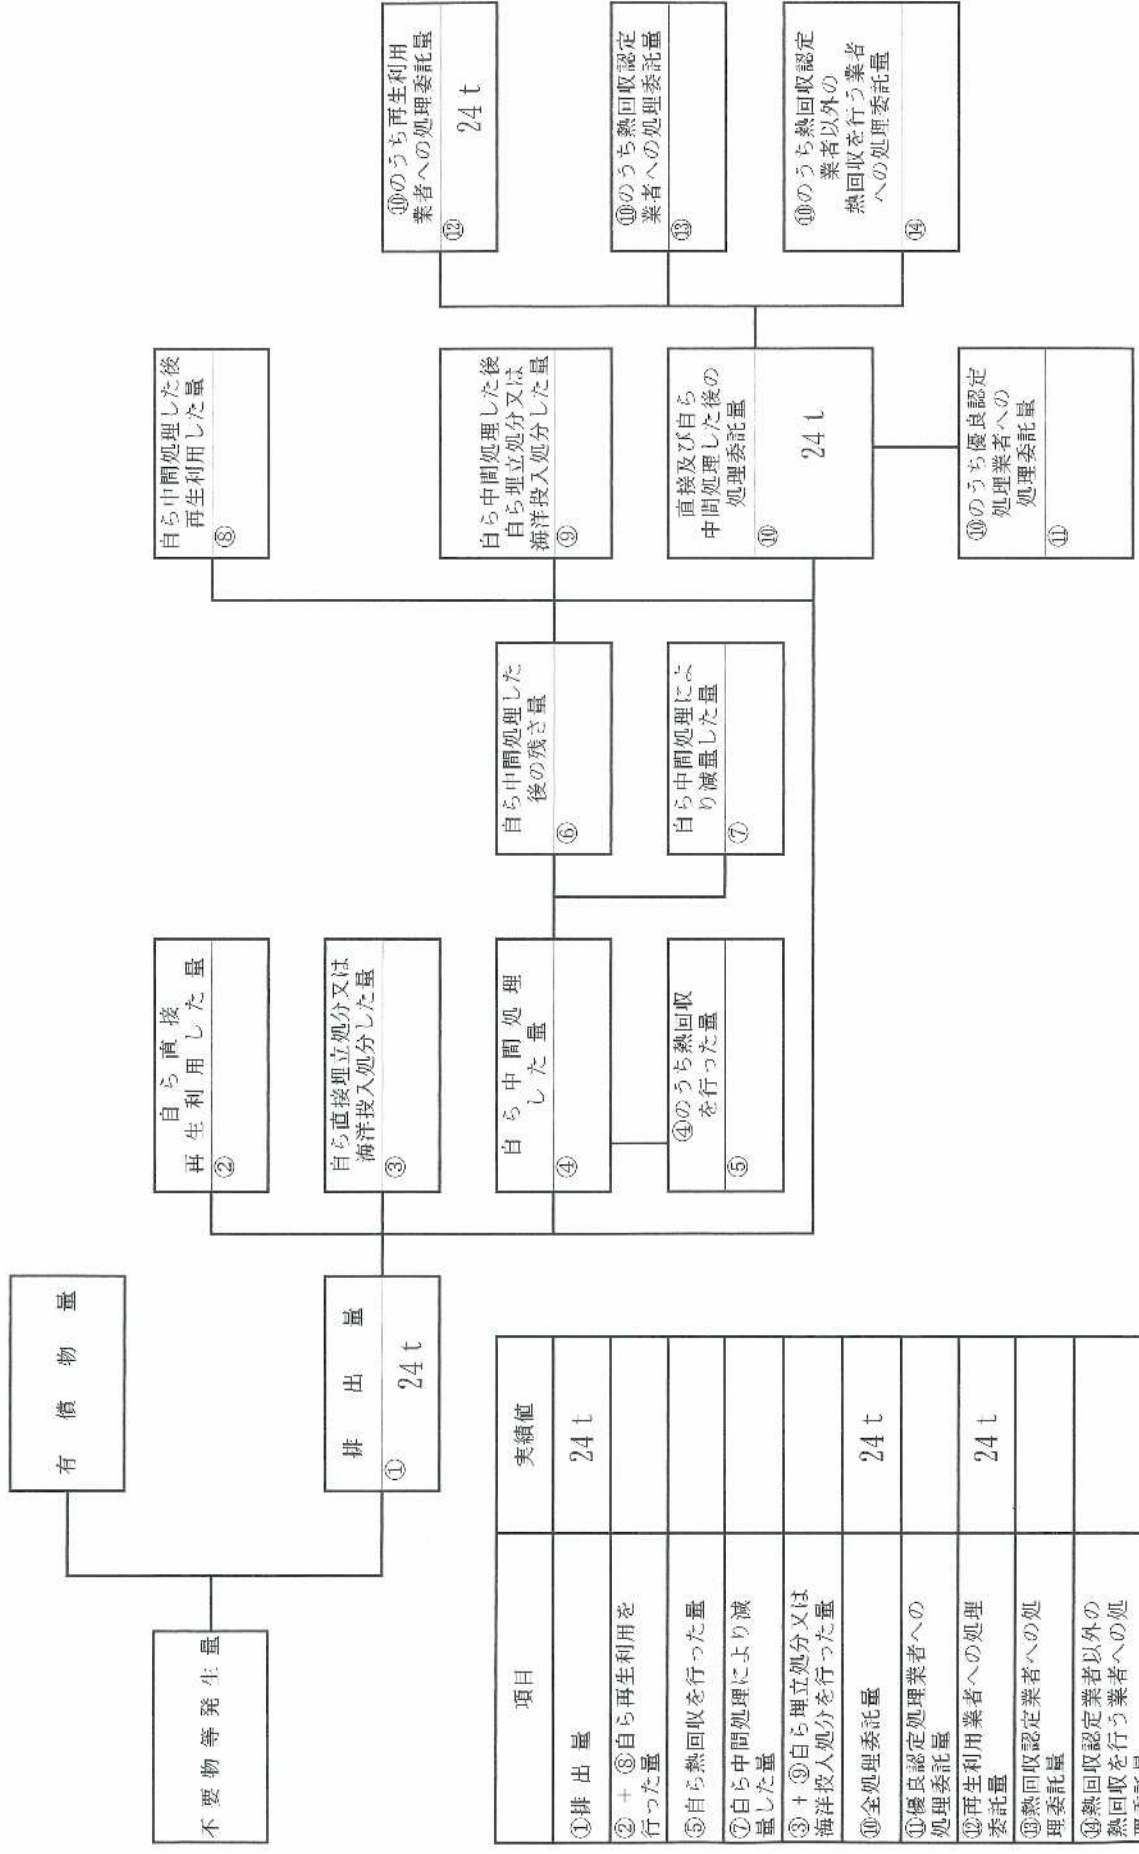 不要物等発生量
有償物量
排出量
①
24 t
自ら直接
再生利用した量
②
自ら直接埋立処分又は
海洋投入処分した量
③
自ら中間処理
した量
④
④のうち熱回収
を行った量
⑤
自ら中間処理した
後の残さ量
⑥
自ら中間処理によ
り減量した量
⑦
自ら中間処理した後
再生利用した量
⑧
自ら中間処理した後
自ら埋立処分又は
海洋投入処分した量
⑨
直接及び自ら
中間処理した後の
処理委託量
⑩
24 t
⑩のうち優良認定
処理業者への
処理委託量
⑪
⑩のうち再生利用
業者への処理委託量
⑫
24 t
⑩のうち熱回収認定
業者への処理委託量
⑬
⑩のうち熱回収認定
業者以外の
熱回収を行う業者
への処理委託量
⑭
項目 実績値
①排出量 24 t
②+⑧自ら再生利用を
行った量
⑤自ら熱回収を行った量
⑦自ら中間処理により減
量した量
③+⑨自ら埋立処分又は
海洋投入処分を行った量
⑩全処理委託量 24 t
⑪優良認定処理業者への
処理委託量
⑫再生利用業者への処理
委託量 24 t
⑬熱回収認定業者への処
理委託量
⑭熱回収認定業者以外の
熱回収を行う業者への処
理委託量